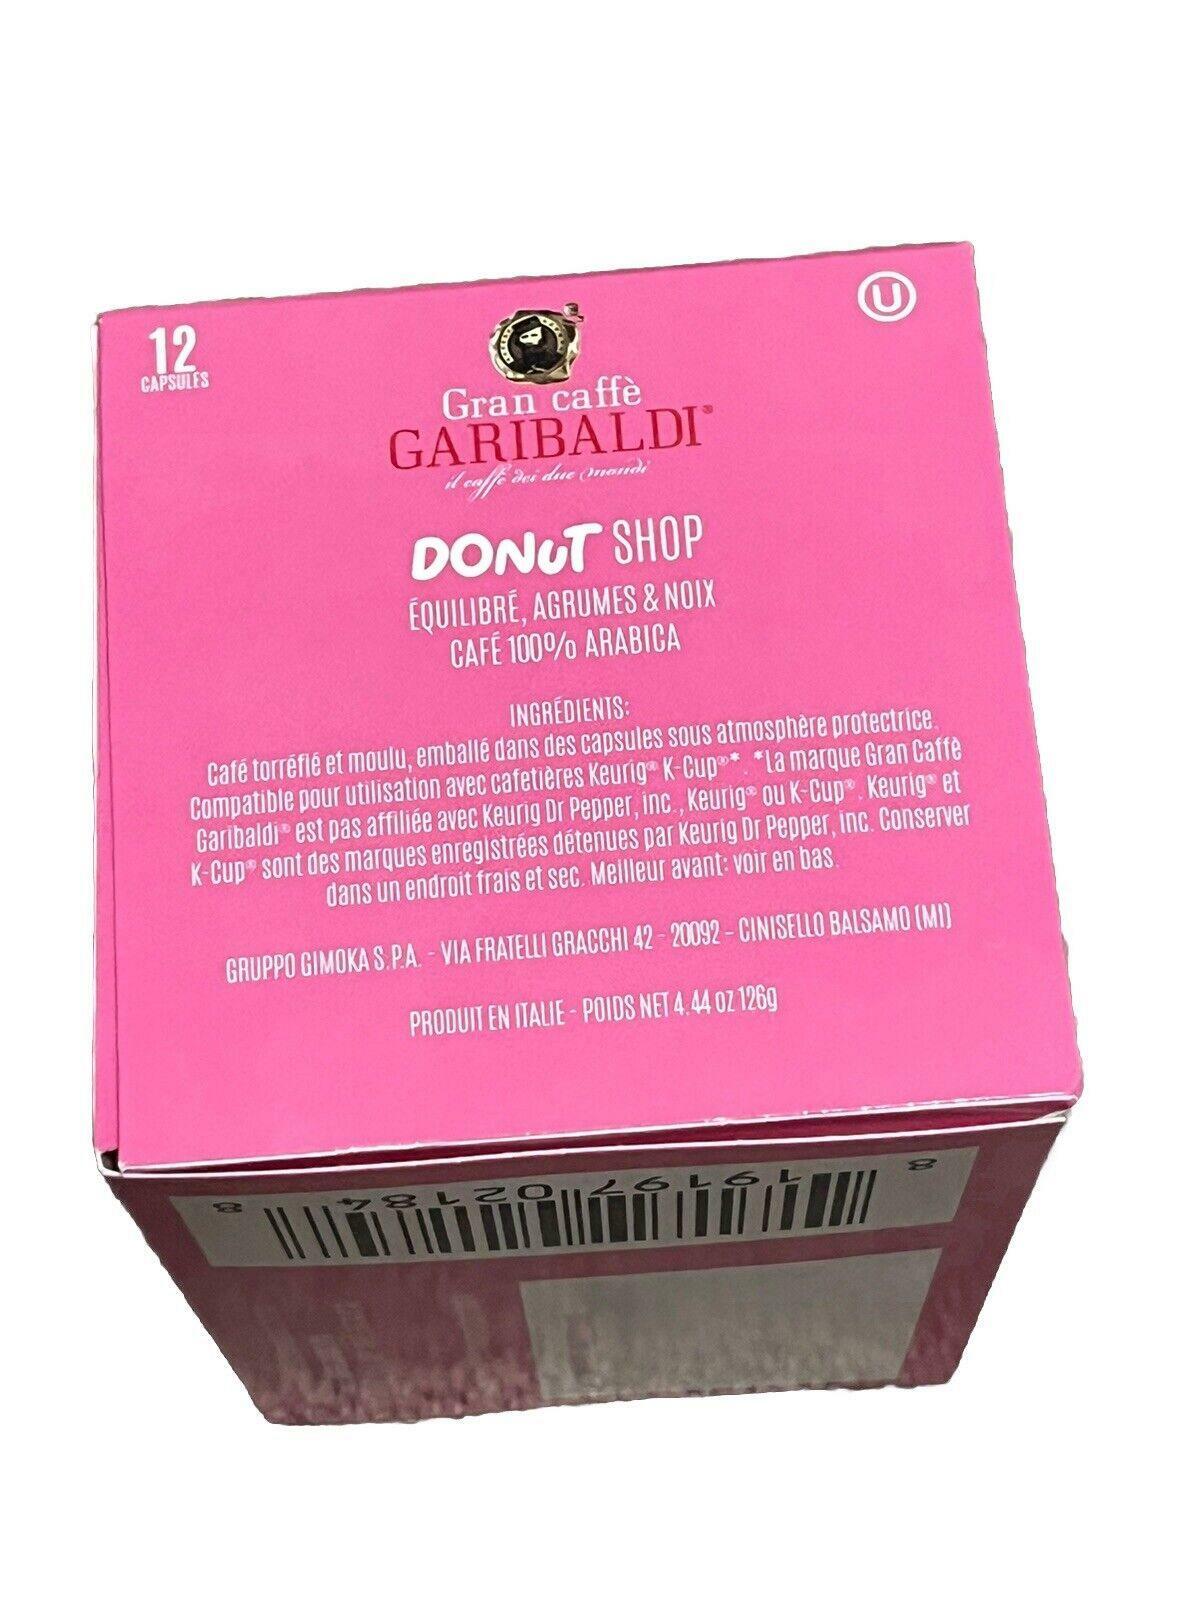 12
CAPSULES
U
Gran caffè
GARIBALDI®
il caffè dei due mondi
DONUT SHOP
ÉQUILIBRÉ, AGRUMES & NOIX
CAFÉ 100% ARABICA
INGRÉDIENTS:
Café torréflé et moulu, emballé dans des capsules sous atmosphère protectrice.
Compatible pour utilisation avec cafetières Keurig® K-Cup®*. *La marque Gran Caffè
Garibaldi® est pas affiliée avec Keurig Dr Pepper, inc., Keurig® ou K-Cup®. Keurig® et
K-Cup® sont des marques enregistrées détenues par Keurig Dr Pepper, inc. Conserver
dans un endroit frais et sec. Meilleur avant: voir en bas.
GRUPPO GIMOKA S.P.A. - VIA FRATELLI GRACCHI 42 - 20092 - CINISELLO BALSAMO (MI)
PRODUIT EN ITALIE - POIDS NET 4.44 oz 126g
8 19197 02184 8